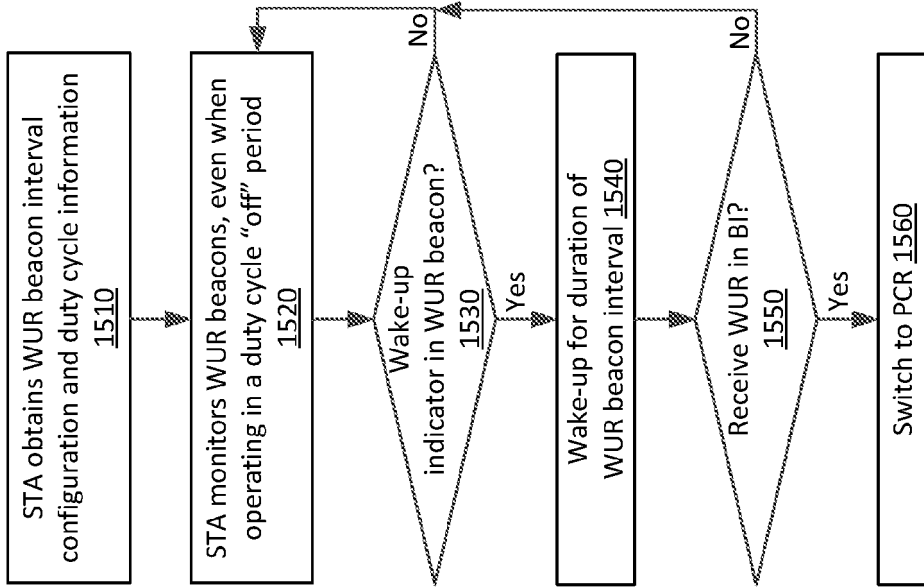 STA obtains WUR beacon interval
configuration and duty cycle information
1510
STA monitors WUR beacons, even when
operating in a duty cycle “off” period
1520
Wake-up
indicator in WUR beacon?
1530
No
Yes
Wake-up for duration of
WUR beacon interval 1540
Receive WUR in BI?
1550
No
Yes
Switch to PCR 1560